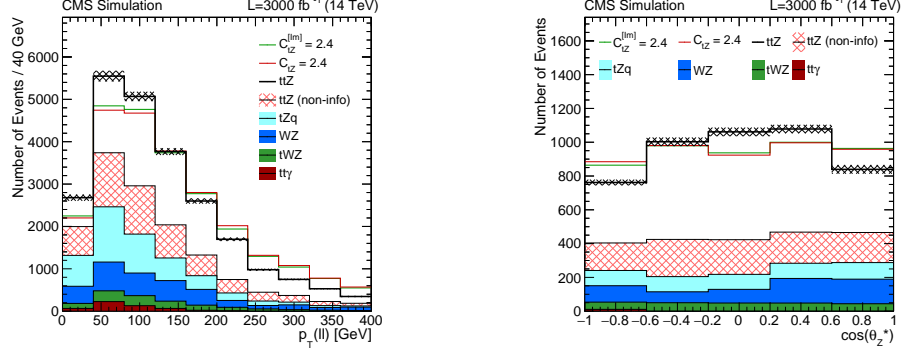 CMS Simulation L=3000 fb⁻¹ (14 TeV)
Number of Events / 40 GeV
6000
5000
4000
3000
2000
1000
0
C_tZ^[Im] = 2.4
C_tZ = 2.4
ttZ
ttZ (non-info)
tZq
WZ
tWZ
ttγ
0 50 100 150 200 250 300 350 400
p_T(ll) [GeV]
CMS Simulation L=3000 fb⁻¹ (14 TeV)
Number of Events
1600
1400
1200
1000
800
600
400
200
0
C_tZ^[Im] = 2.4 C_tZ = 2.4 ttZ ttZ (non-info)
tZq WZ tWZ ttγ
−1 −0.8 −0.6 −0.4 −0.2 0 0.2 0.4 0.6 0.8 1
cos(θ_Z*)